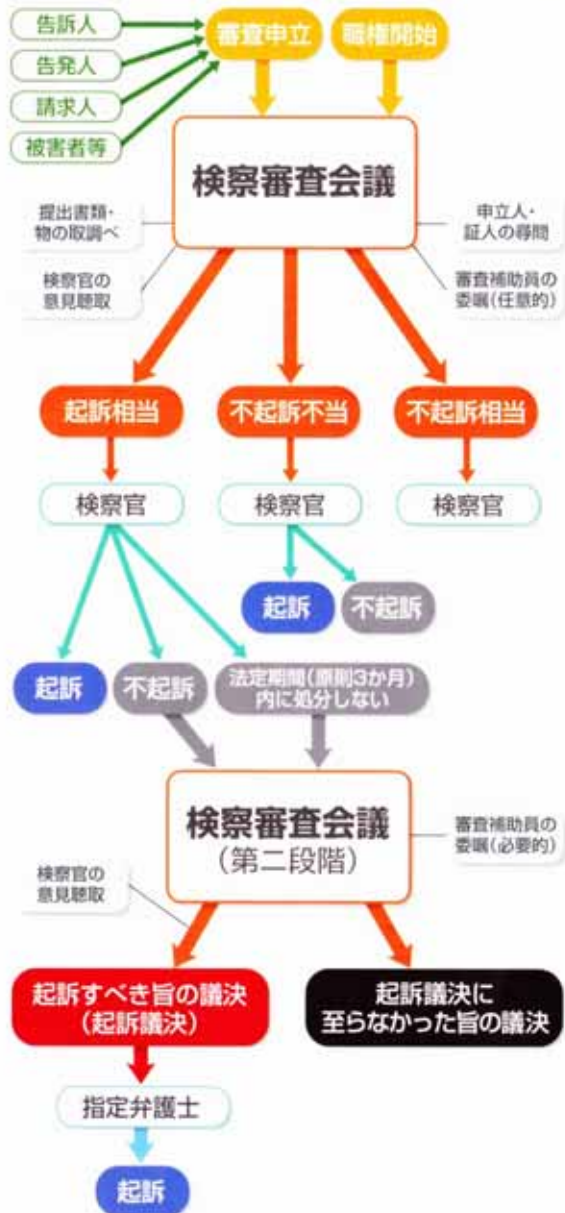 告訴人
告発人
請求人
被害者等
審査申立
職権開始
検察審査会議
提出書類・
物の取調べ
検察官の
意見聴取
申立人・
証人の尋問
審査補助員の
委嘱(任意的)
起訴相当
不起訴不当
不起訴相当
検察官
検察官
検察官
起訴
不起訴
起訴
不起訴
法定期間(原則3か月)
内に処分しない
検察審査会議
(第二段階)
審査補助員の
委嘱(必要的)
検察官の
意見聴取
起訴すべき旨の議決
(起訴議決)
起訴議決に
至らなかった旨の議決
指定弁護士
起訴